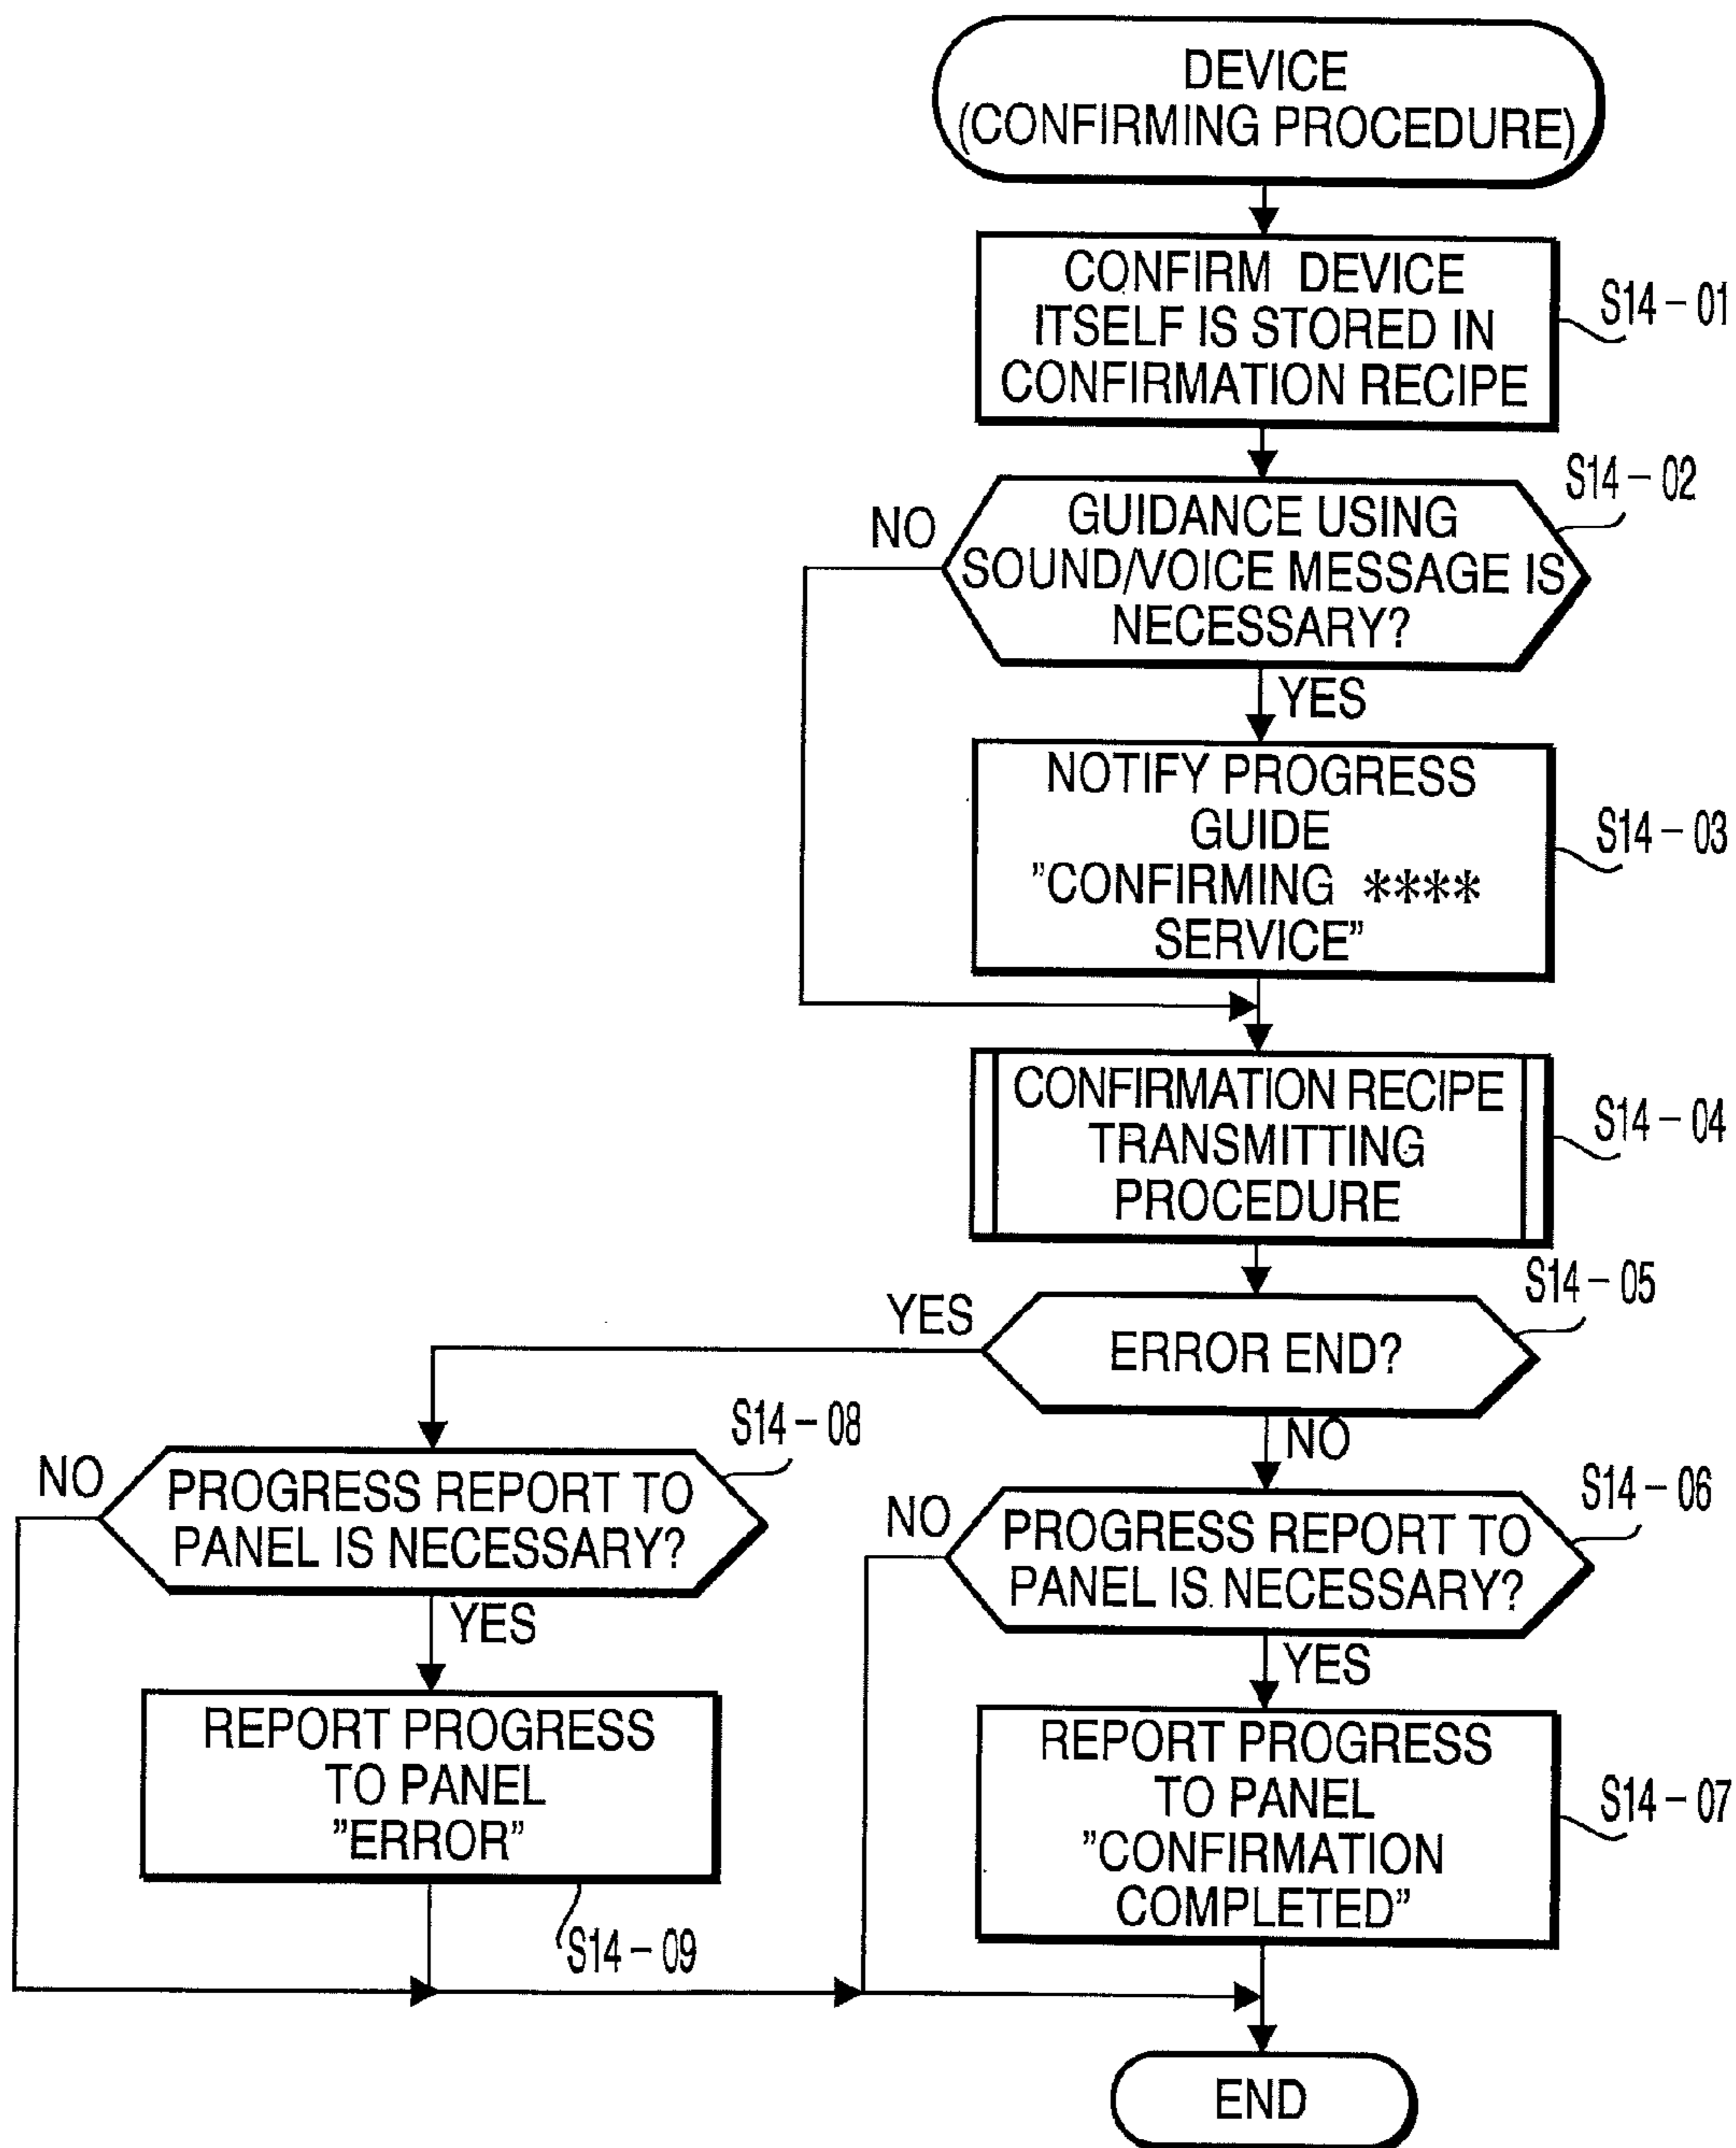 DEVICE
(CONFIRMING PROCEDURE)
CONFIRM DEVICE
ITSELF IS STORED IN
CONFIRMATION RECIPE
S14-01
S14-02
NO
GUIDANCE USING
SOUND/VOICE MESSAGE IS
NECESSARY?
YES
NOTIFY PROGRESS
GUIDE
"CONFIRMING ****
SERVICE"
S14-03
CONFIRMATION RECIPE
TRANSMITTING
PROCEDURE
S14-04
S14-05
YES
ERROR END?
NO
S14-08
NO
PROGRESS REPORT TO
PANEL IS NECESSARY?
YES
S14-06
NO
PROGRESS REPORT TO
PANEL IS NECESSARY?
YES
REPORT PROGRESS
TO PANEL
"ERROR"
S14-09
REPORT PROGRESS
TO PANEL
"CONFIRMATION
COMPLETED"
S14-07
END